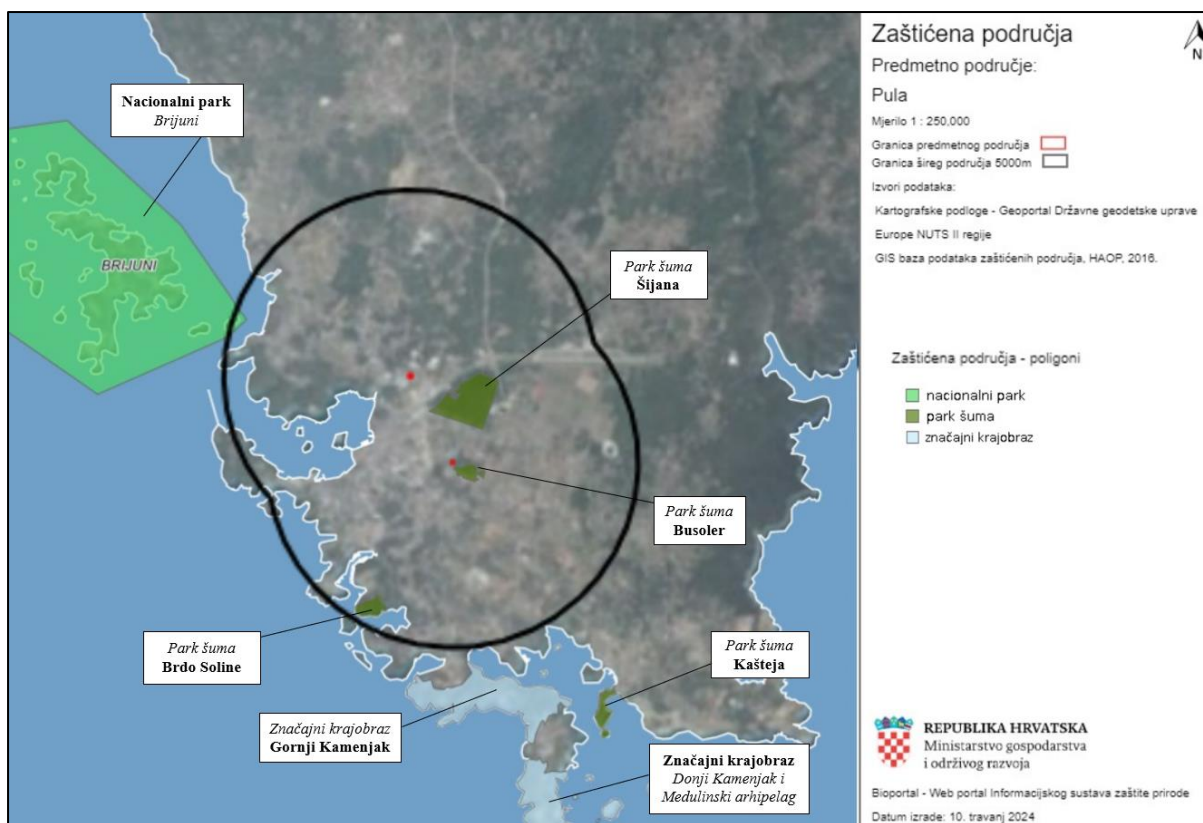 Nacionalni park
Brijuni
BRIJUNI
Park šuma
Šijana
Park šuma
Busoler
Park šuma
Brdo Soline
Park šuma
Kašteja
Značajni krajobraz
Gornji Kamenjak
Značajni krajobraz
Donji Kamenjak i
Medulinski arhipelag
Zaštićena područja
N
Predmetno područje:
Pula
Mjerilo 1 : 250,000
Granica predmetnog područja
Granica šireg područja 5000m
Izvori podataka:
Kartografske podloge - Geoportal Državne geodetske uprave
Europe NUTS II regije
GIS baza podataka zaštićenih područja, HAOP, 2016.
Zaštićena područja - poligoni
nacionalni park
park šuma
značajni krajobraz
REPUBLIKA HRVATSKA
Ministarstvo gospodarstva
i održivog razvoja
Bioportal - Web portal Informacijskog sustava zaštite prirode
Datum izrade: 10. travanj 2024